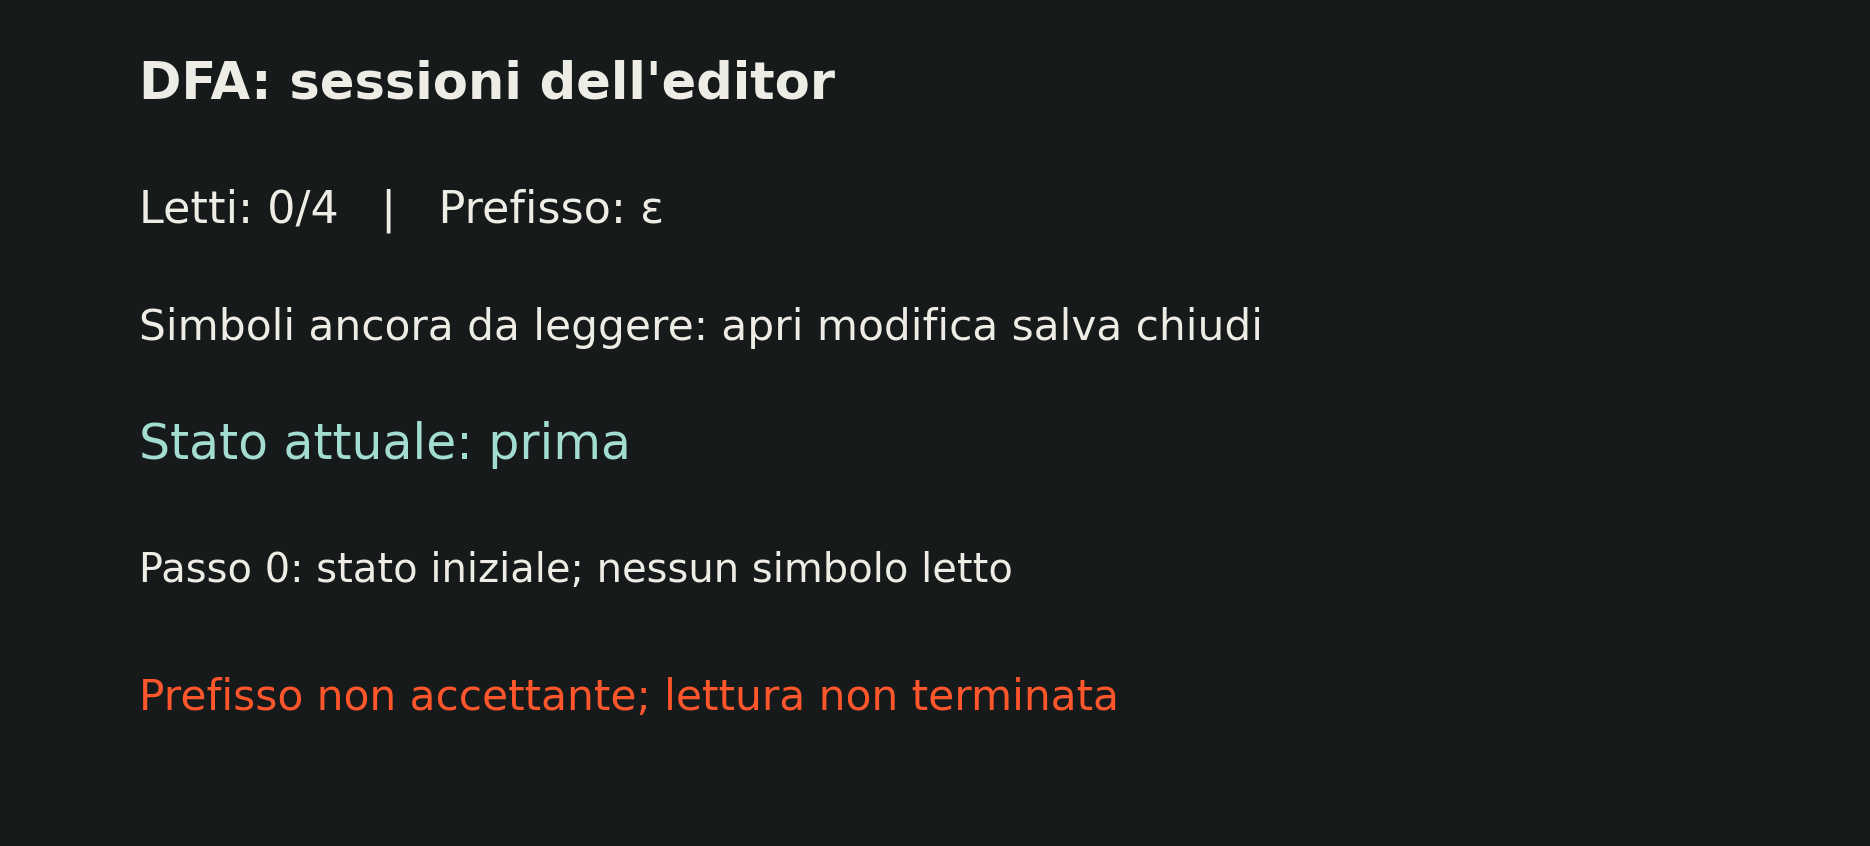 DFA: sessioni dell'editor
Letti: 0/4   |   Prefisso: ε
Simboli ancora da leggere: apri modifica salva chiudi
Stato attuale: prima
Passo 0: stato iniziale; nessun simbolo letto
Prefisso non accettante; lettura non terminata